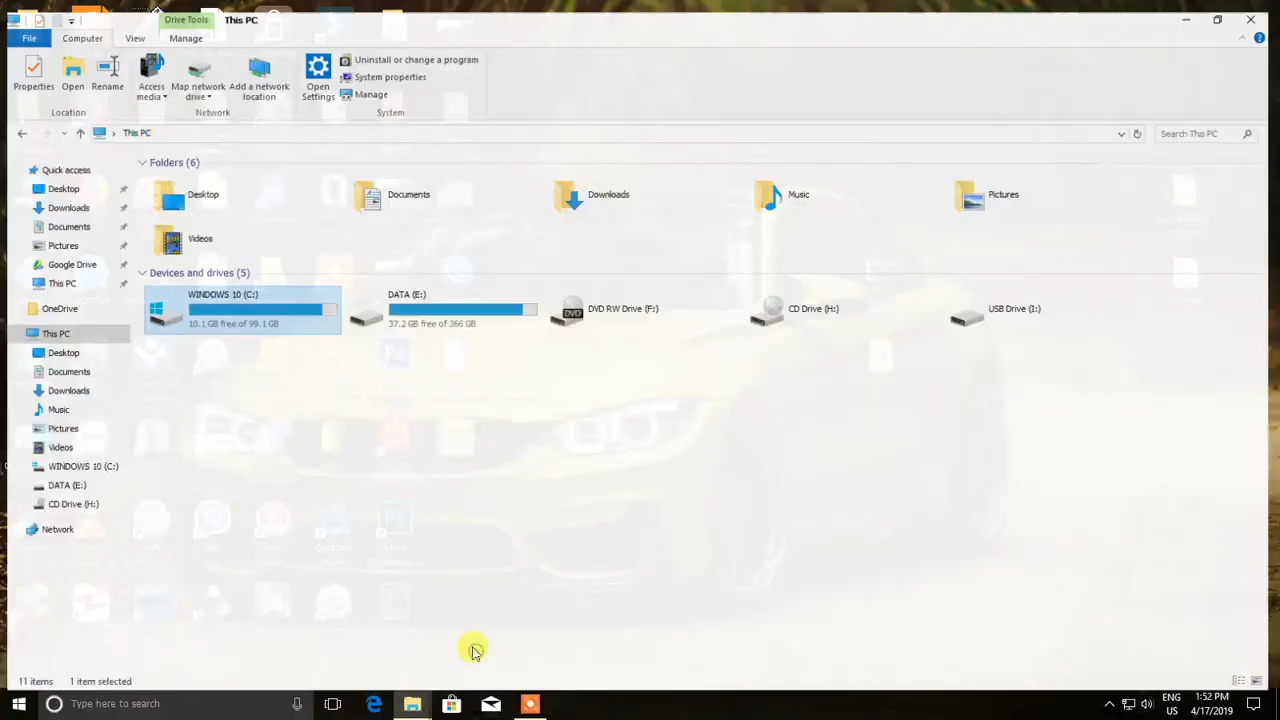 Drive Tools This PC
File Computer View Manage
Properties Open Rename Access media Map network drive Add a network location Open Settings Uninstall or change a program
System properties
Manage
Location Network System
This PC Search This PC
Folders (6)
Desktop Documents Downloads Music Pictures
Videos
Devices and drives (5)
WINDOWS 10 (C:)
10.1 GB free of 99.1 GB
DATA (E:)
37.2 GB free of 366 GB
DVD RW Drive (F:)
DVD
CD Drive (H:)
USB Drive (I:)
Quick access
Desktop
Downloads
Documents
Pictures
Google Drive
This PC
OneDrive
This PC
Desktop
Documents
Downloads
Music
Pictures
Videos
WINDOWS 10 (C:)
DATA (E:)
CD Drive (H:)
Network
11 items 1 item selected
Type here to search
ENG
US
1:52 PM
4/17/2019